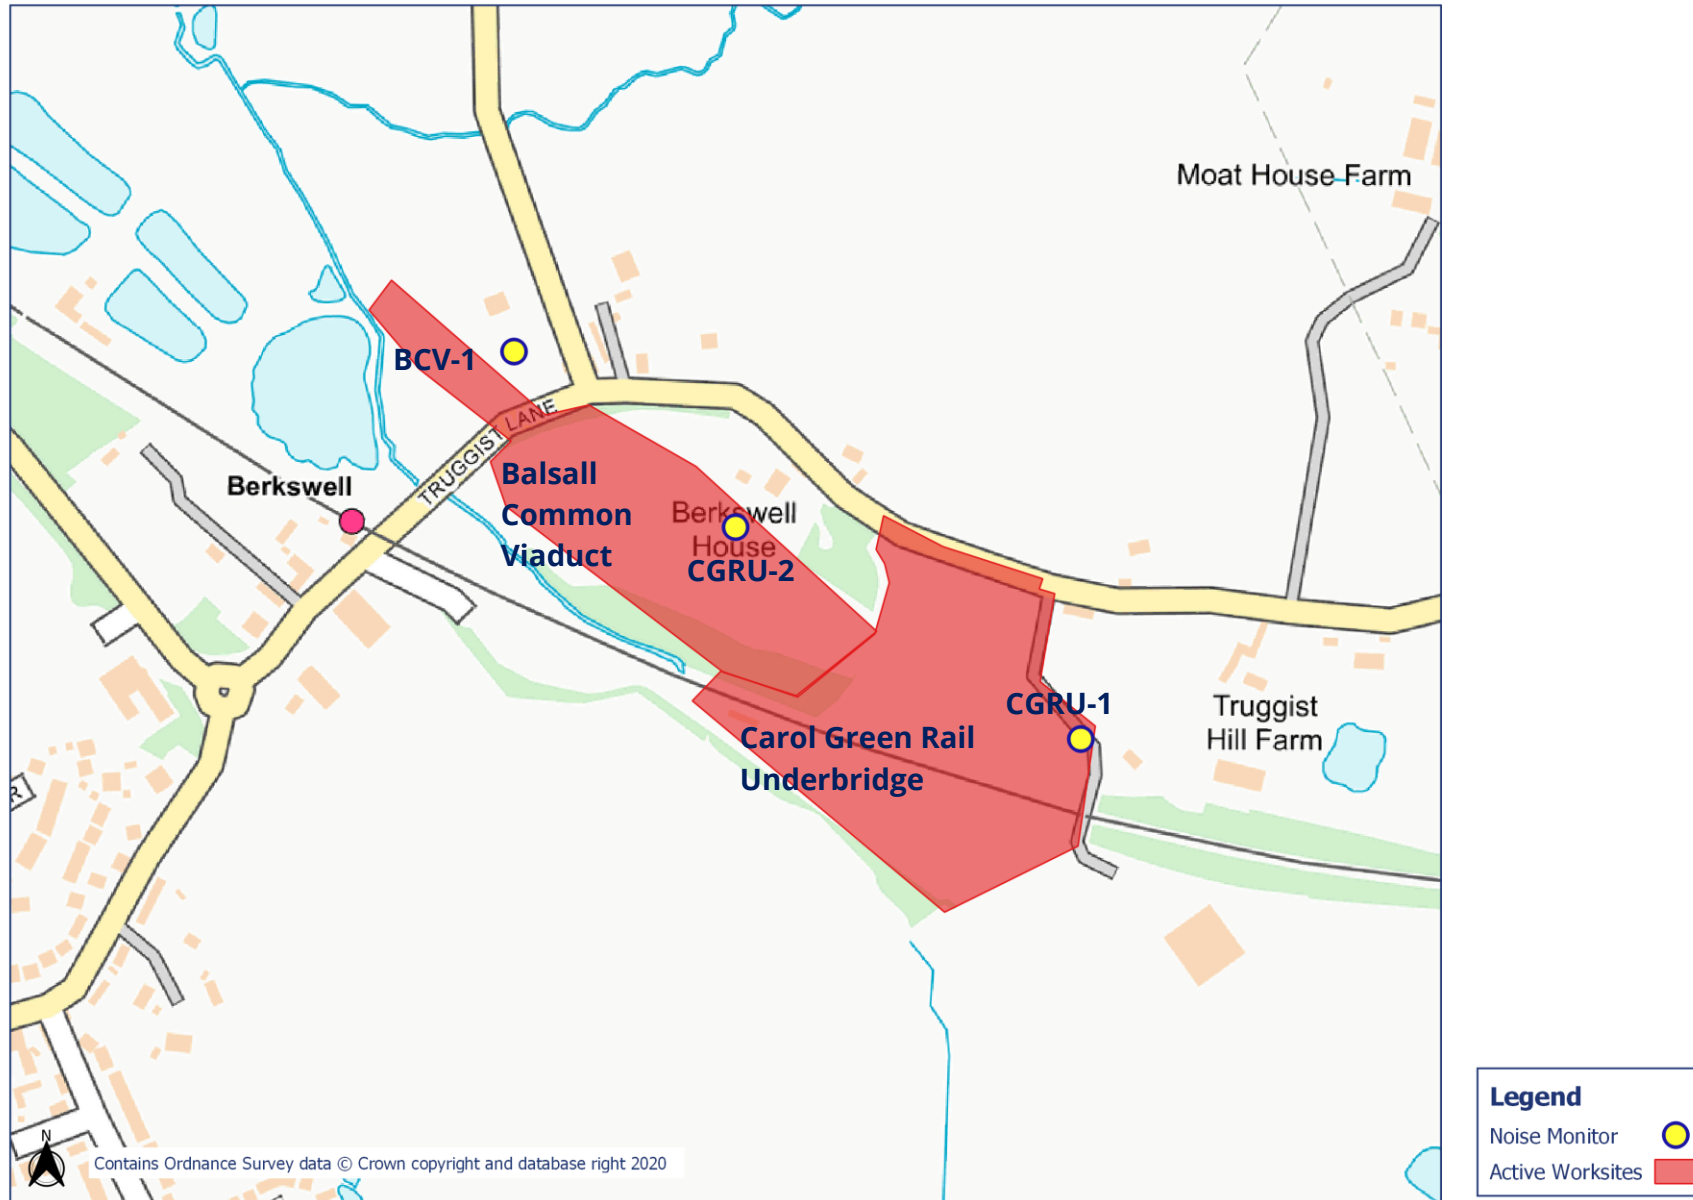 Moat House Farm
BCV-1
TRUGGIST LANE
Berkswell
Balsall
Common
Viaduct
Berkswell
House
CGRU-2
CGRU-1
Carol Green Rail
Underbridge
Truggist
Hill Farm
R
N
Contains Ordnance Survey data © Crown copyright and database right 2020
Legend
Noise Monitor
Active Worksites